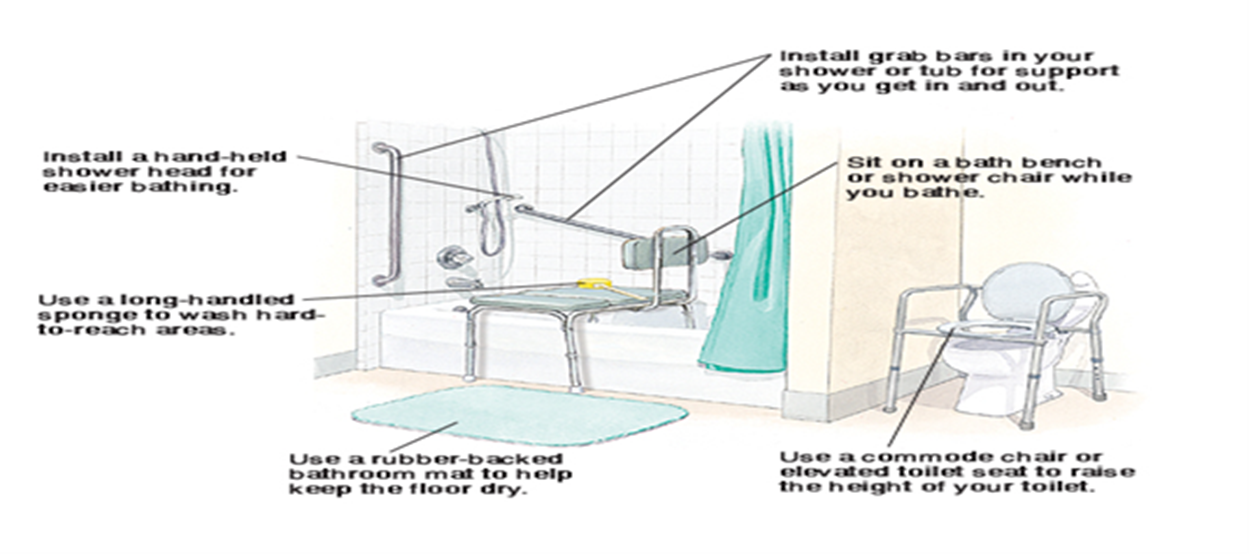 Install grab bars in your
shower or tub for support
as you get in and out.
Install a hand-held
shower head for
easier bathing.
Sit on a bath bench
or shower chair while
you bathe.
Use a long-handled
sponge to wash hard-
to-reach areas.
Use a rubber-backed
bathroom mat to help
keep the floor dry.
Use a commode chair or
elevated toilet seat to raise
the height of your toilet.